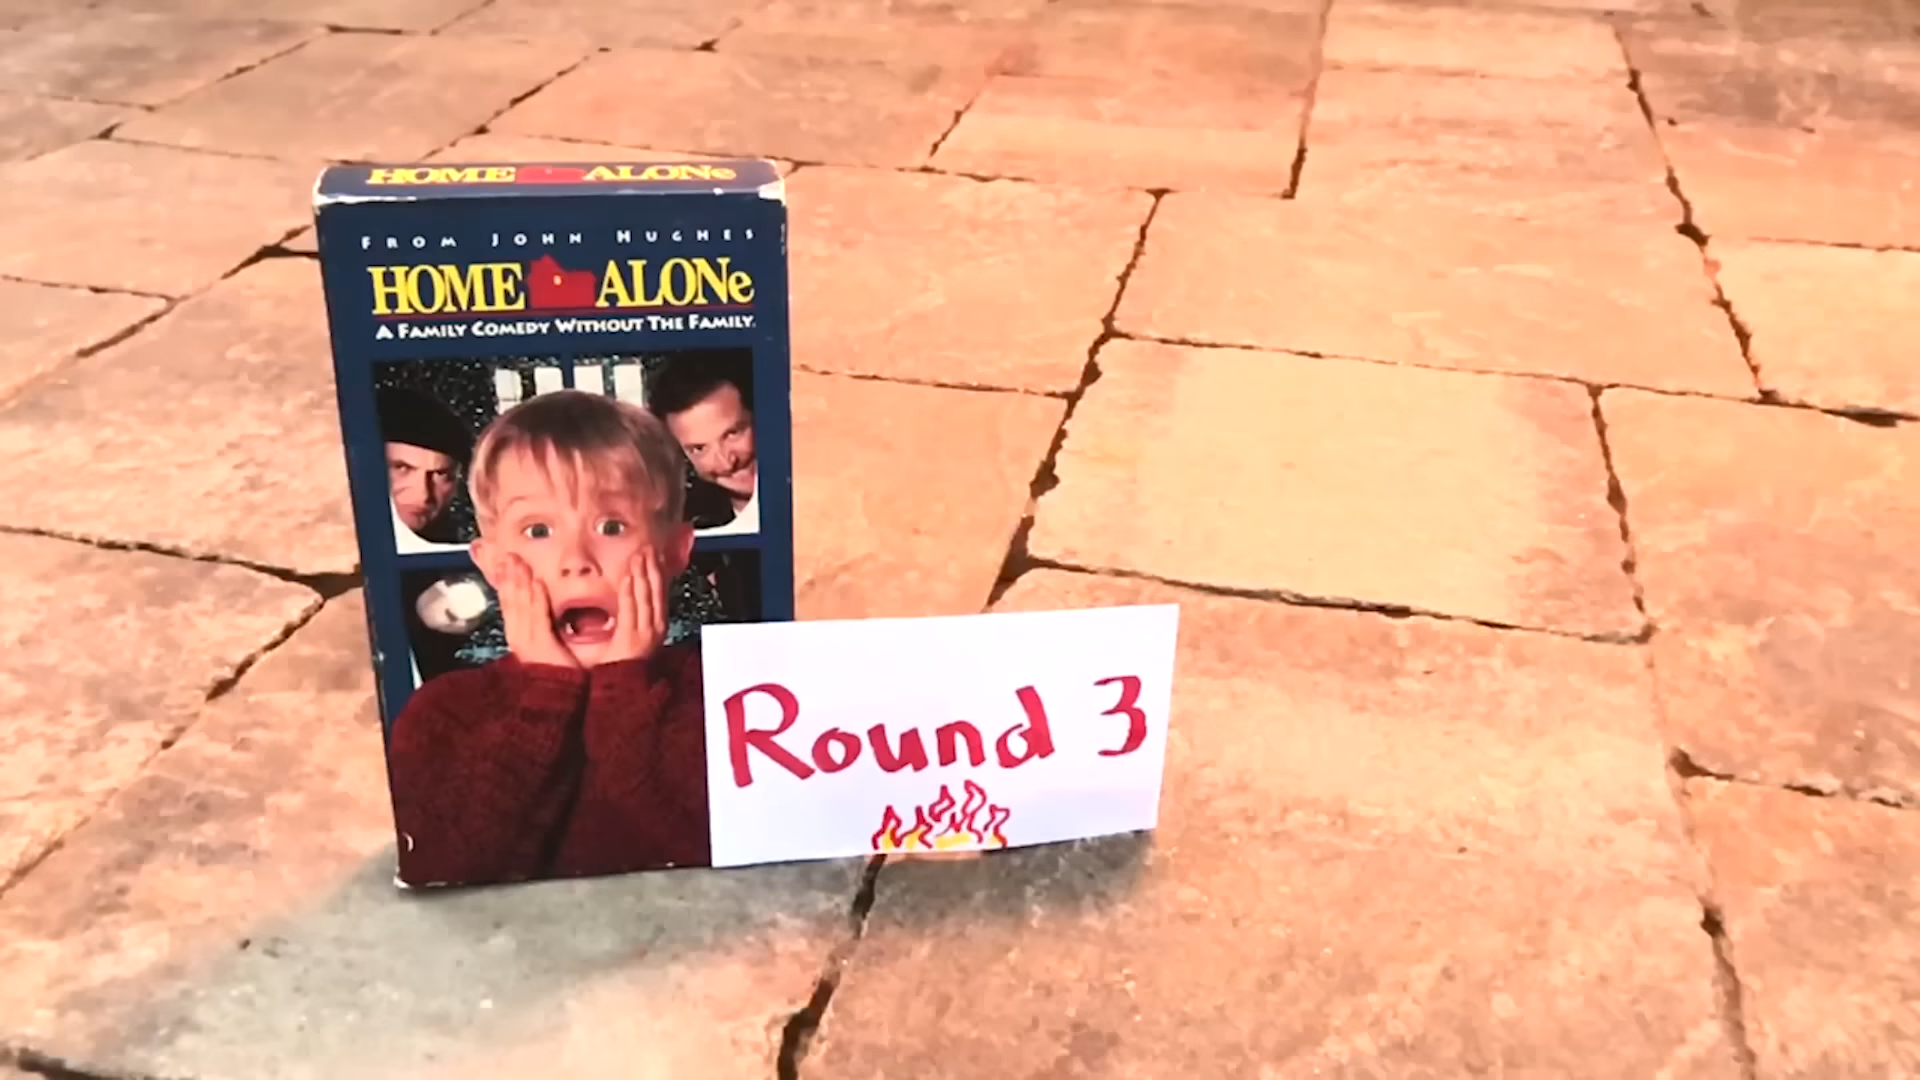 HOME ALONe
FROM JOHN HUGHES
HOME ALONe
A FAMILY COMEDY WITHOUT THE FAMILY.
Round 3